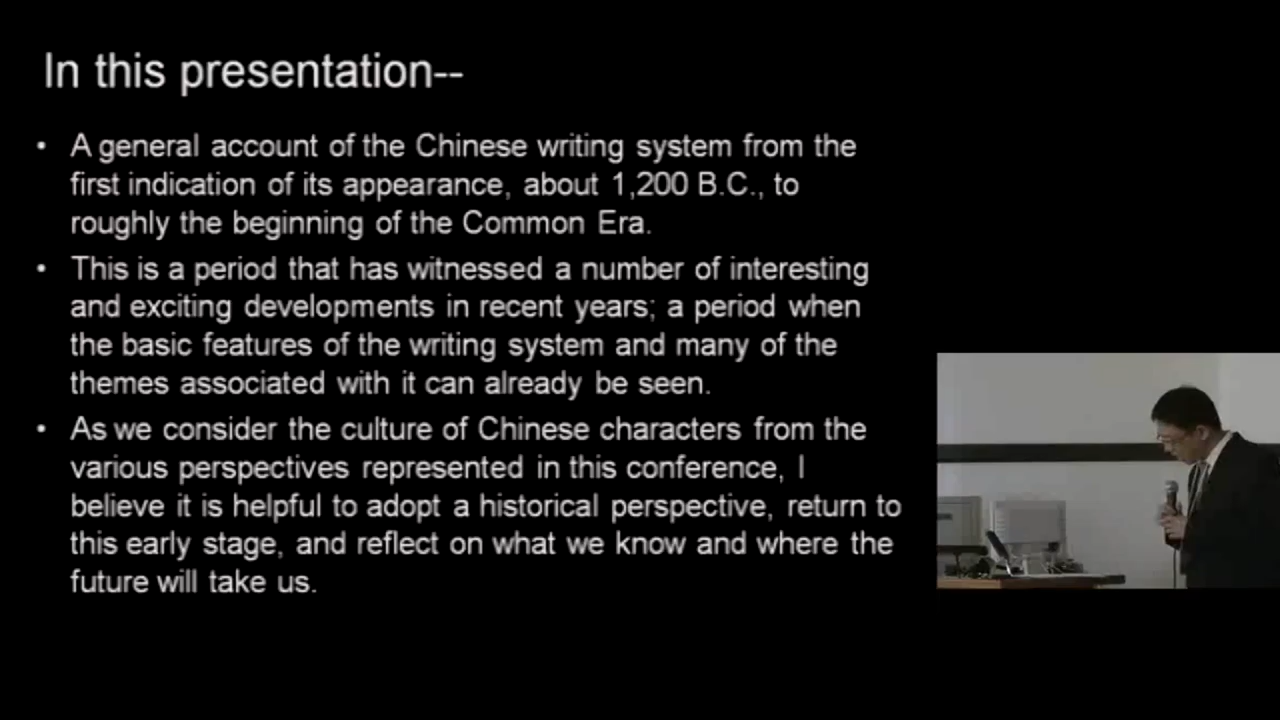 In this presentation--
• A general account of the Chinese writing system from the
first indication of its appearance, about 1,200 B.C., to
roughly the beginning of the Common Era.
• This is a period that has witnessed a number of interesting
and exciting developments in recent years; a period when
the basic features of the writing system and many of the
themes associated with it can already be seen.
• As we consider the culture of Chinese characters from the
various perspectives represented in this conference, I
believe it is helpful to adopt a historical perspective, return to
this early stage, and reflect on what we know and where the
future will take us.